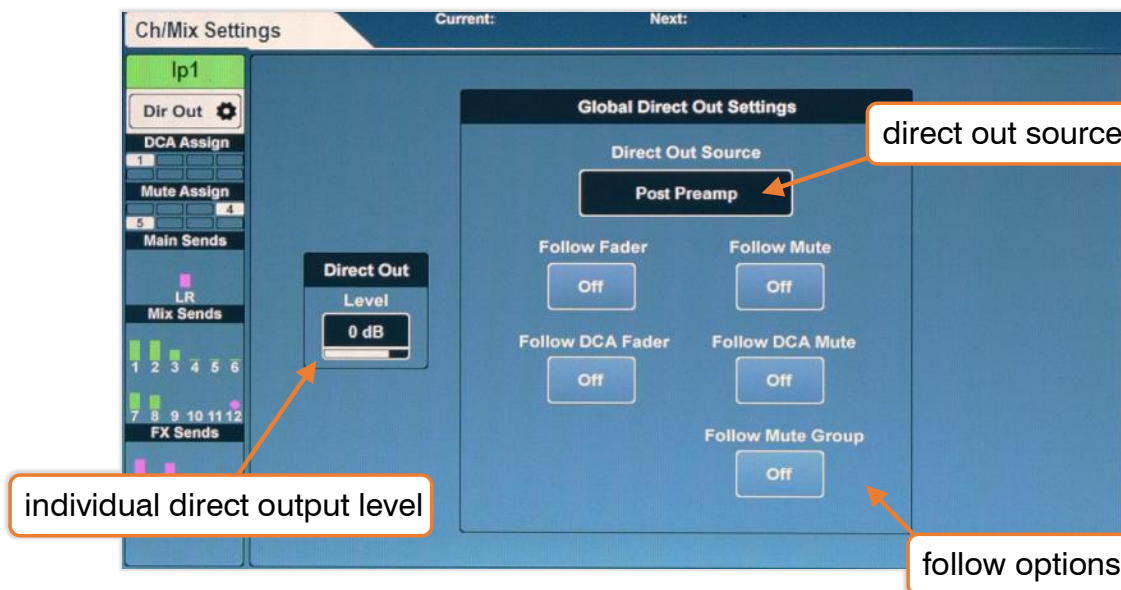 Ch/Mix Settings
Current:
Next:
Ip1
Dir Out
DCA Assign
1
Mute Assign
4
5
Main Sends
LR
Mix Sends
1 2 3 4 5 6
7 8 9 10 11 12
FX Sends
Direct Out
Level
0 dB
Global Direct Out Settings
Direct Out Source
Post Preamp
Follow Fader
Follow Mute
Off
Off
Follow DCA Fader
Follow DCA Mute
Off
Off
Follow Mute Group
Off
direct out source
individual direct output level
follow options